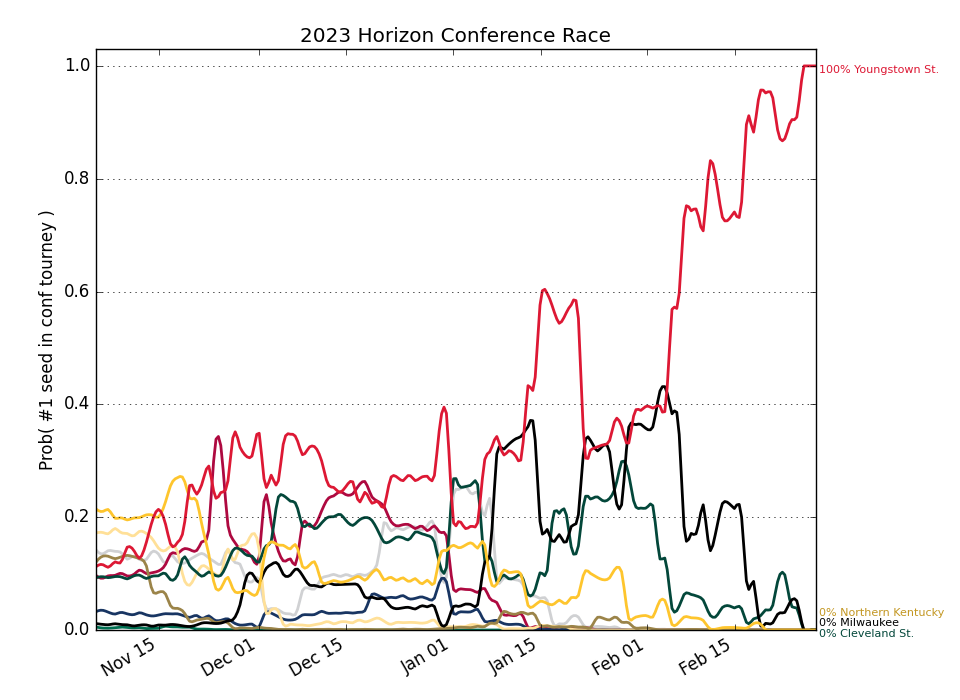 2023 Horizon Conference Race
Prob( #1 seed in conf tourney )
1.0
0.8
0.6
0.4
0.2
0.0
Nov 15
Dec 01
Dec 15
Jan 01
Jan 15
Feb 01
Feb 15
100% Youngstown St.
0% Northern Kentucky
0% Milwaukee
0% Cleveland St.